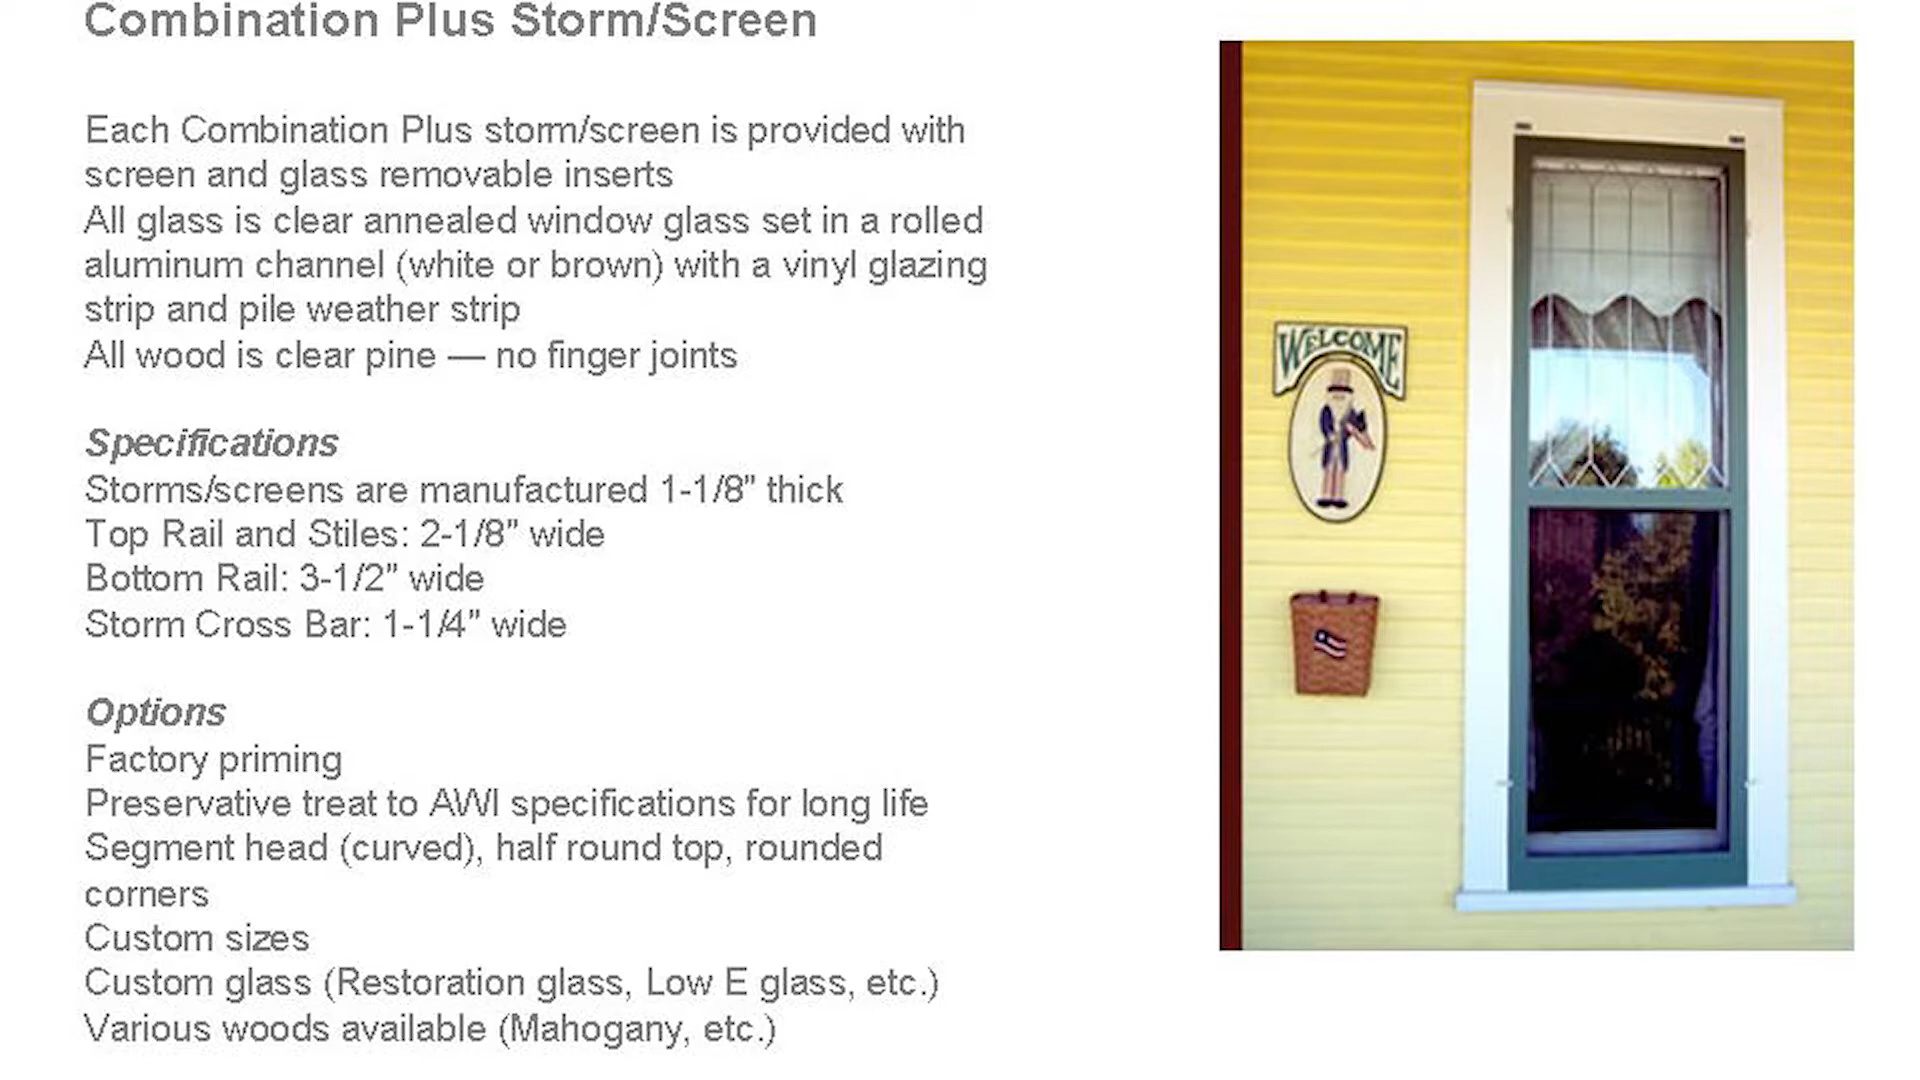 Combination Plus Storm/Screen
Each Combination Plus storm/screen is provided with
screen and glass removable inserts
All glass is clear annealed window glass set in a rolled
aluminum channel (white or brown) with a vinyl glazing
strip and pile weather strip
All wood is clear pine — no finger joints
Specifications
Storms/screens are manufactured 1-1/8" thick
Top Rail and Stiles: 2-1/8" wide
Bottom Rail: 3-1/2" wide
Storm Cross Bar: 1-1/4" wide
Options
Factory priming
Preservative treat to AWI specifications for long life
Segment head (curved), half round top, rounded
corners
Custom sizes
Custom glass (Restoration glass, Low E glass, etc.)
Various woods available (Mahogany, etc.)
WELCOME